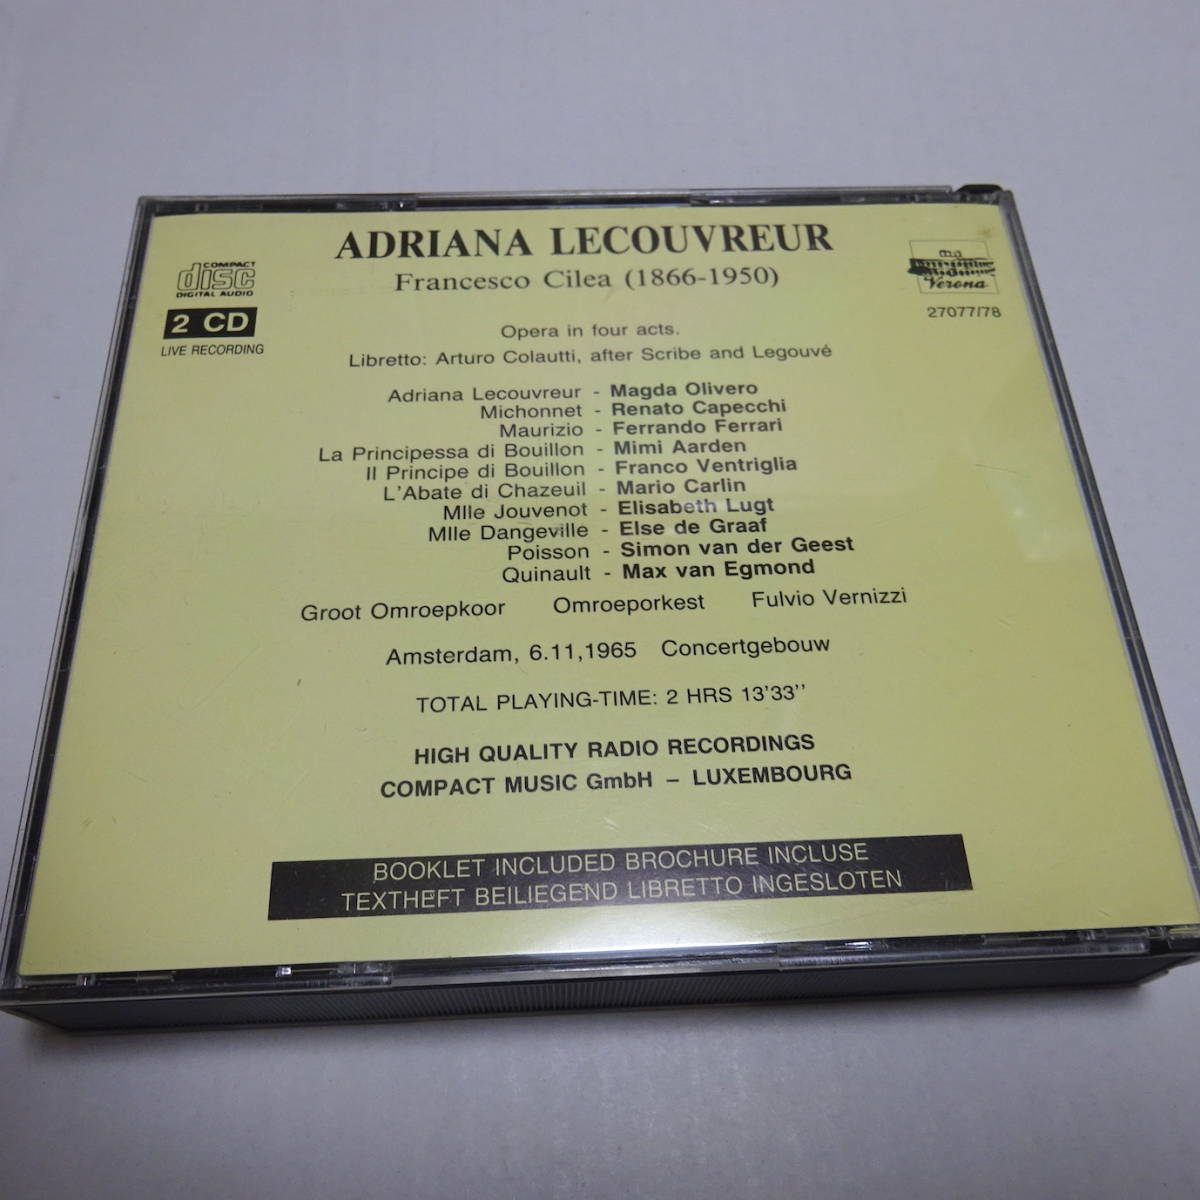 ADRIANA LECOUVREUR
Francesco Cilea (1866-1950)
COMPACT
disc
DIGITAL AUDIO
2 CD
LIVE RECORDING
Verona
27077/78
Opera in four acts.
Libretto: Arturo Colautti, after Scribe and Legouvé
Adriana Lecouvreur - Magda Olivero
Michonnet - Renato Capecchi
Maurizio - Ferrando Ferrari
La Principessa di Bouillon - Mimi Aarden
Il Principe di Bouillon - Franco Ventriglia
L'Abate di Chazeuil - Mario Carlin
Mlle Jouvenot - Elisabeth Lugt
Mlle Dangeville - Else de Graaf
Poisson - Simon van der Geest
Quinault - Max van Egmond
Groot Omroepkoor Omroeporkest Fulvio Vernizzi
Amsterdam, 6.11,1965 Concertgebouw
TOTAL PLAYING-TIME: 2 HRS 13'33''
HIGH QUALITY RADIO RECORDINGS
COMPACT MUSIC GmbH – LUXEMBOURG
BOOKLET INCLUDED BROCHURE INCLUSE
TEXTHEFT BEILIEGEND LIBRETTO INGESLOTEN